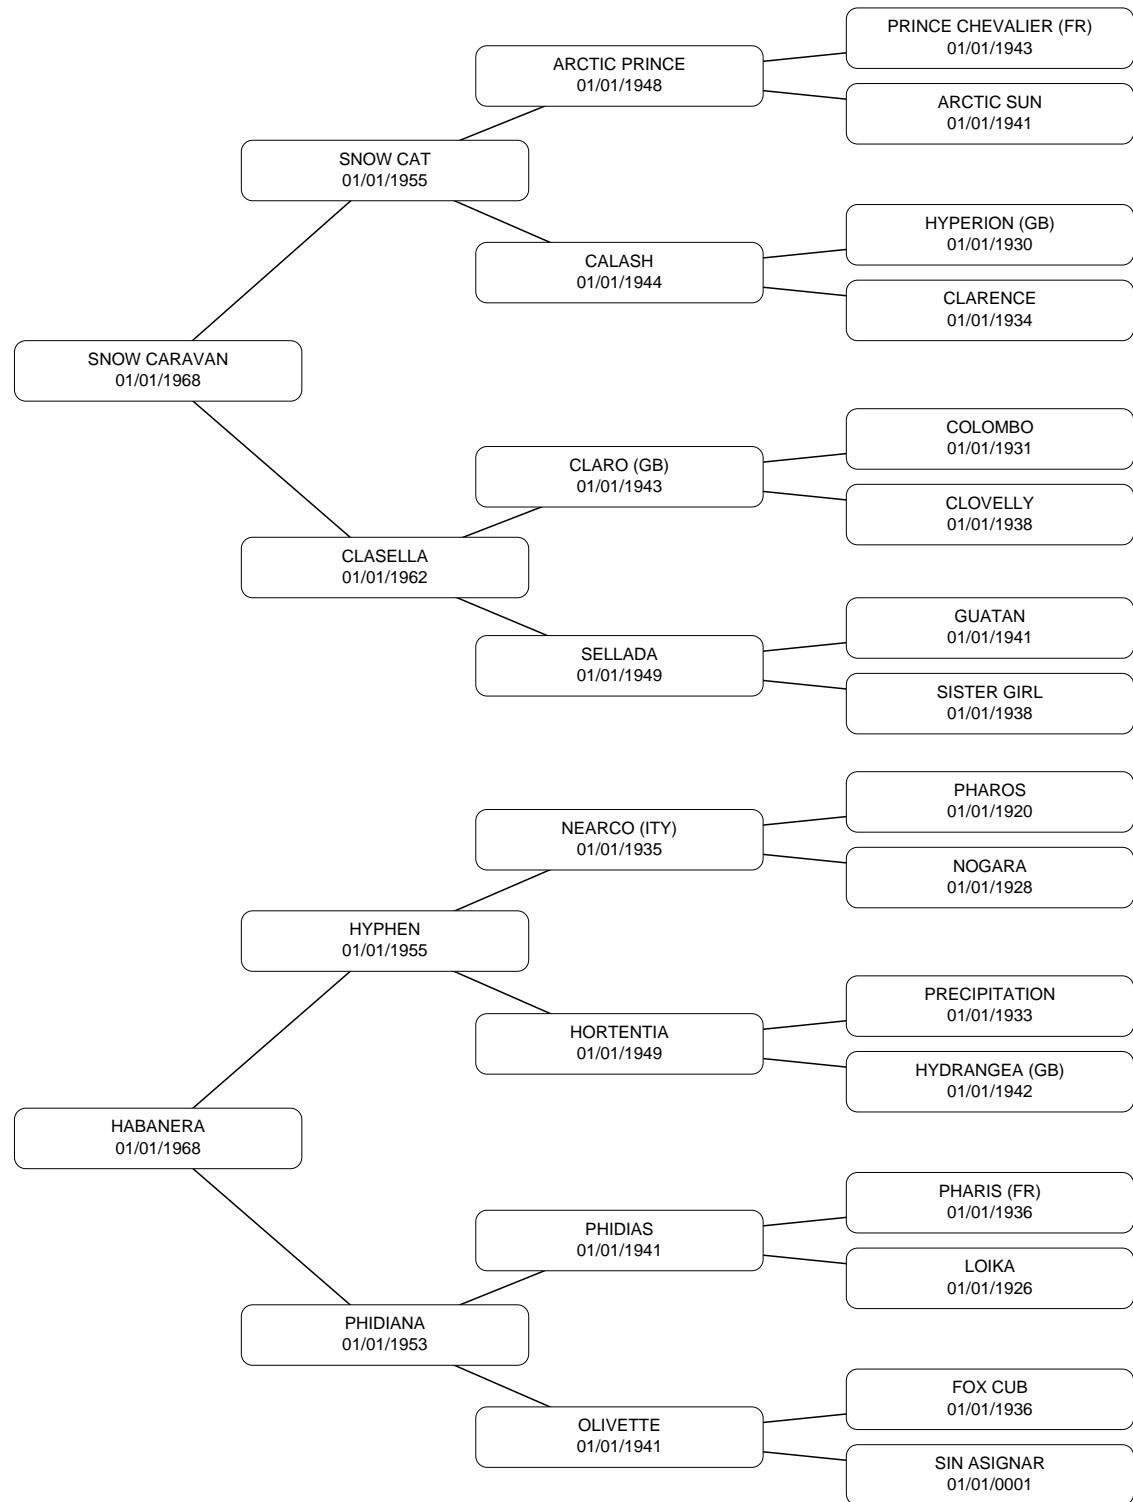 PRINCE CHEVALIER (FR)
01/01/1943
ARCTIC PRINCE
01/01/1948
ARCTIC SUN
01/01/1941
SNOW CAT
01/01/1955
HYPERION (GB)
01/01/1930
CALASH
01/01/1944
CLARENCE
01/01/1934
SNOW CARAVAN
01/01/1968
COLOMBO
01/01/1931
CLARO (GB)
01/01/1943
CLOVELLY
01/01/1938
CLASELLA
01/01/1962
GUATAN
01/01/1941
SELLADA
01/01/1949
SISTER GIRL
01/01/1938
PHAROS
01/01/1920
NEARCO (ITY)
01/01/1935
NOGARA
01/01/1928
HYPHEN
01/01/1955
PRECIPITATION
01/01/1933
HORTENTIA
01/01/1949
HYDRANGEA (GB)
01/01/1942
HABANERA
01/01/1968
PHARIS (FR)
01/01/1936
PHIDIAS
01/01/1941
LOIKA
01/01/1926
PHIDIANA
01/01/1953
FOX CUB
01/01/1936
OLIVETTE
01/01/1941
SIN ASIGNAR
01/01/0001